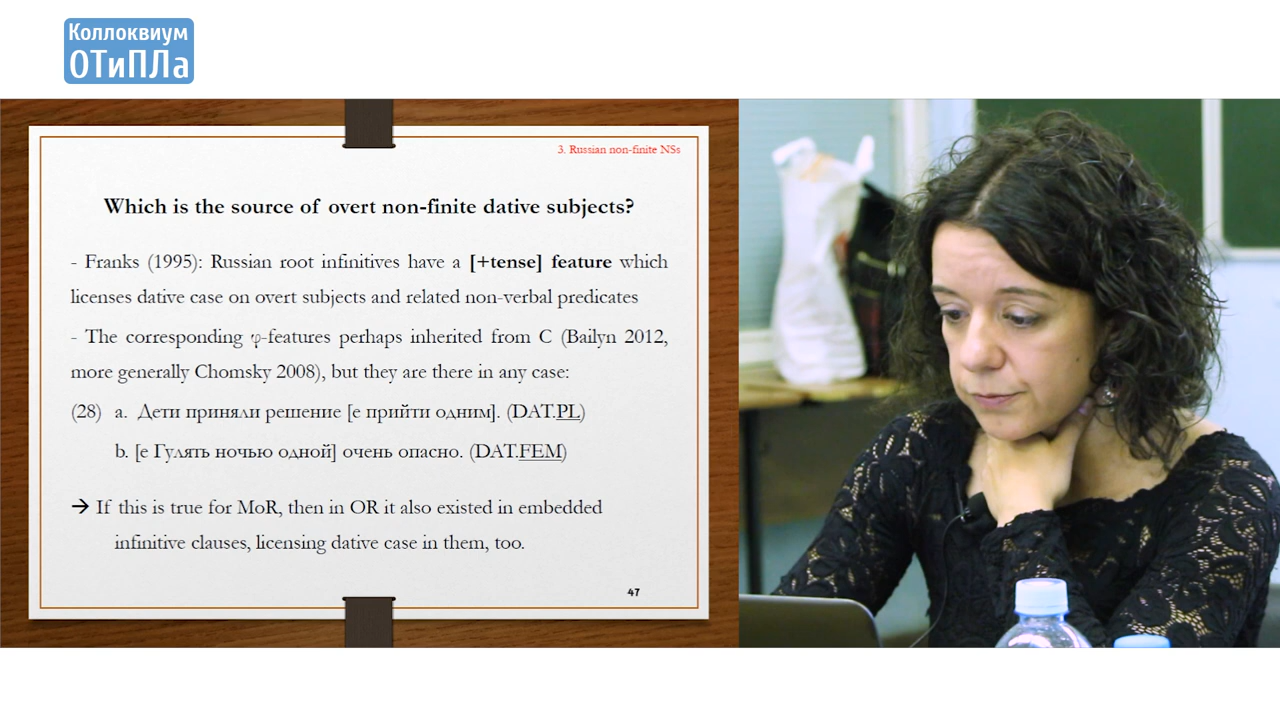 Коллоквиум
ОТиПЛа
3. Russian non-finite NSs
Which is the source of overt non-finite dative subjects?
- Franks (1995): Russian root infinitives have a [+tense] feature which
licenses dative case on overt subjects and related non-verbal predicates
- The corresponding φ-features perhaps inherited from C (Bailyn 2012,
more generally Chomsky 2008), but they are there in any case:
(28) a. Дети приняли решение [e прийти одним]. (DAT.PL)
b. [e Гулять ночью одной] очень опасно. (DAT.FEM)
→ If this is true for MoR, then in OR it also existed in embedded
infinitive clauses, licensing dative case in them, too.
47